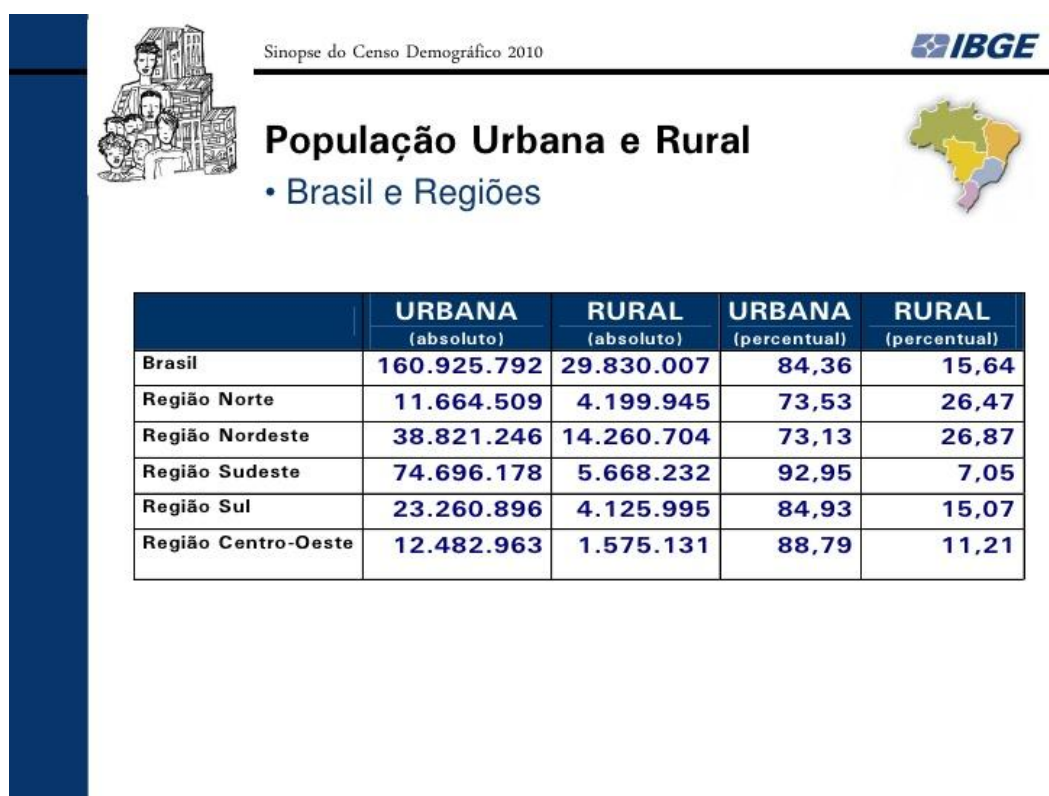 Sinopse do Censo Demográfico 2010
IBGE
População Urbana e Rural
• Brasil e Regiões
URBANA RURAL URBANA RURAL
(absoluto) (absoluto) (percentual) (percentual)
Brasil 160.925.792 29.830.007 84,36 15,64
Região Norte 11.664.509 4.199.945 73,53 26,47
Região Nordeste 38.821.246 14.260.704 73,13 26,87
Região Sudeste 74.696.178 5.668.232 92,95 7,05
Região Sul 23.260.896 4.125.995 84,93 15,07
Região Centro-Oeste 12.482.963 1.575.131 88,79 11,21